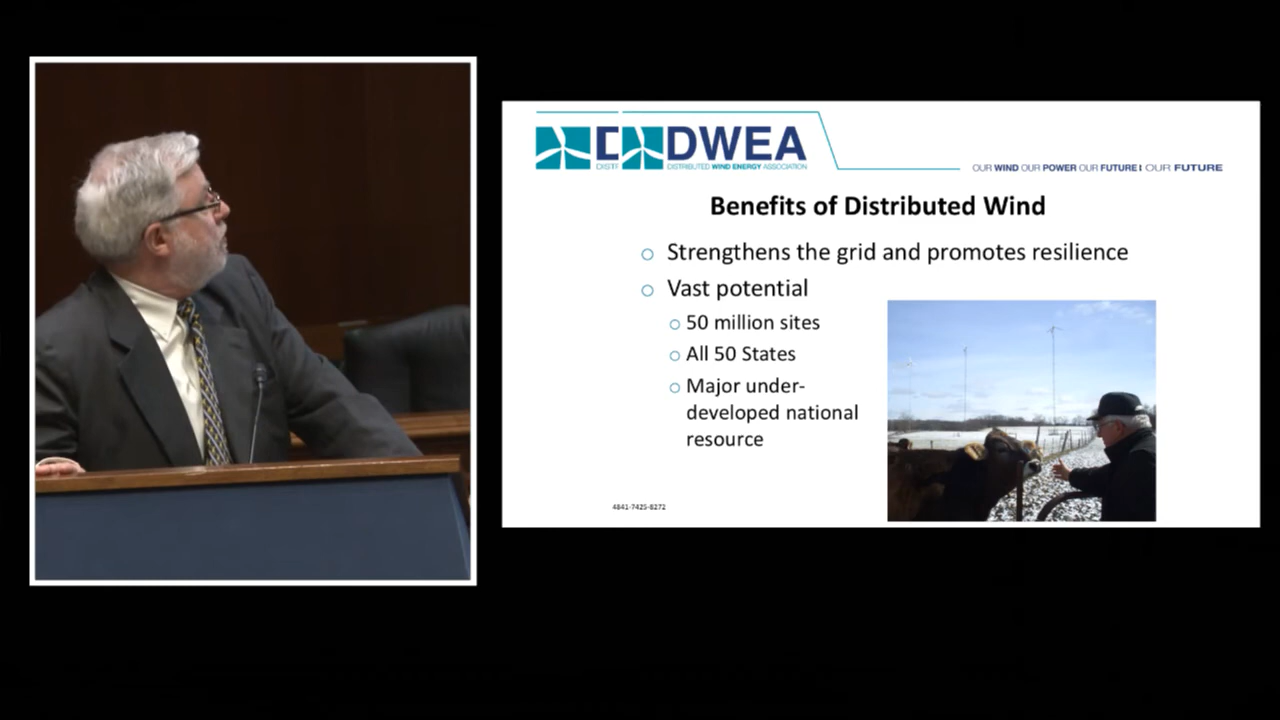 DWEA
DISTRIBUTED WIND ENERGY ASSOCIATION
OUR WIND OUR POWER OUR FUTURE OUR FUTURE
Benefits of Distributed Wind
Strengthens the grid and promotes resilience
Vast potential
50 million sites
All 50 States
Major under-
developed national
resource
4841-7425-8272